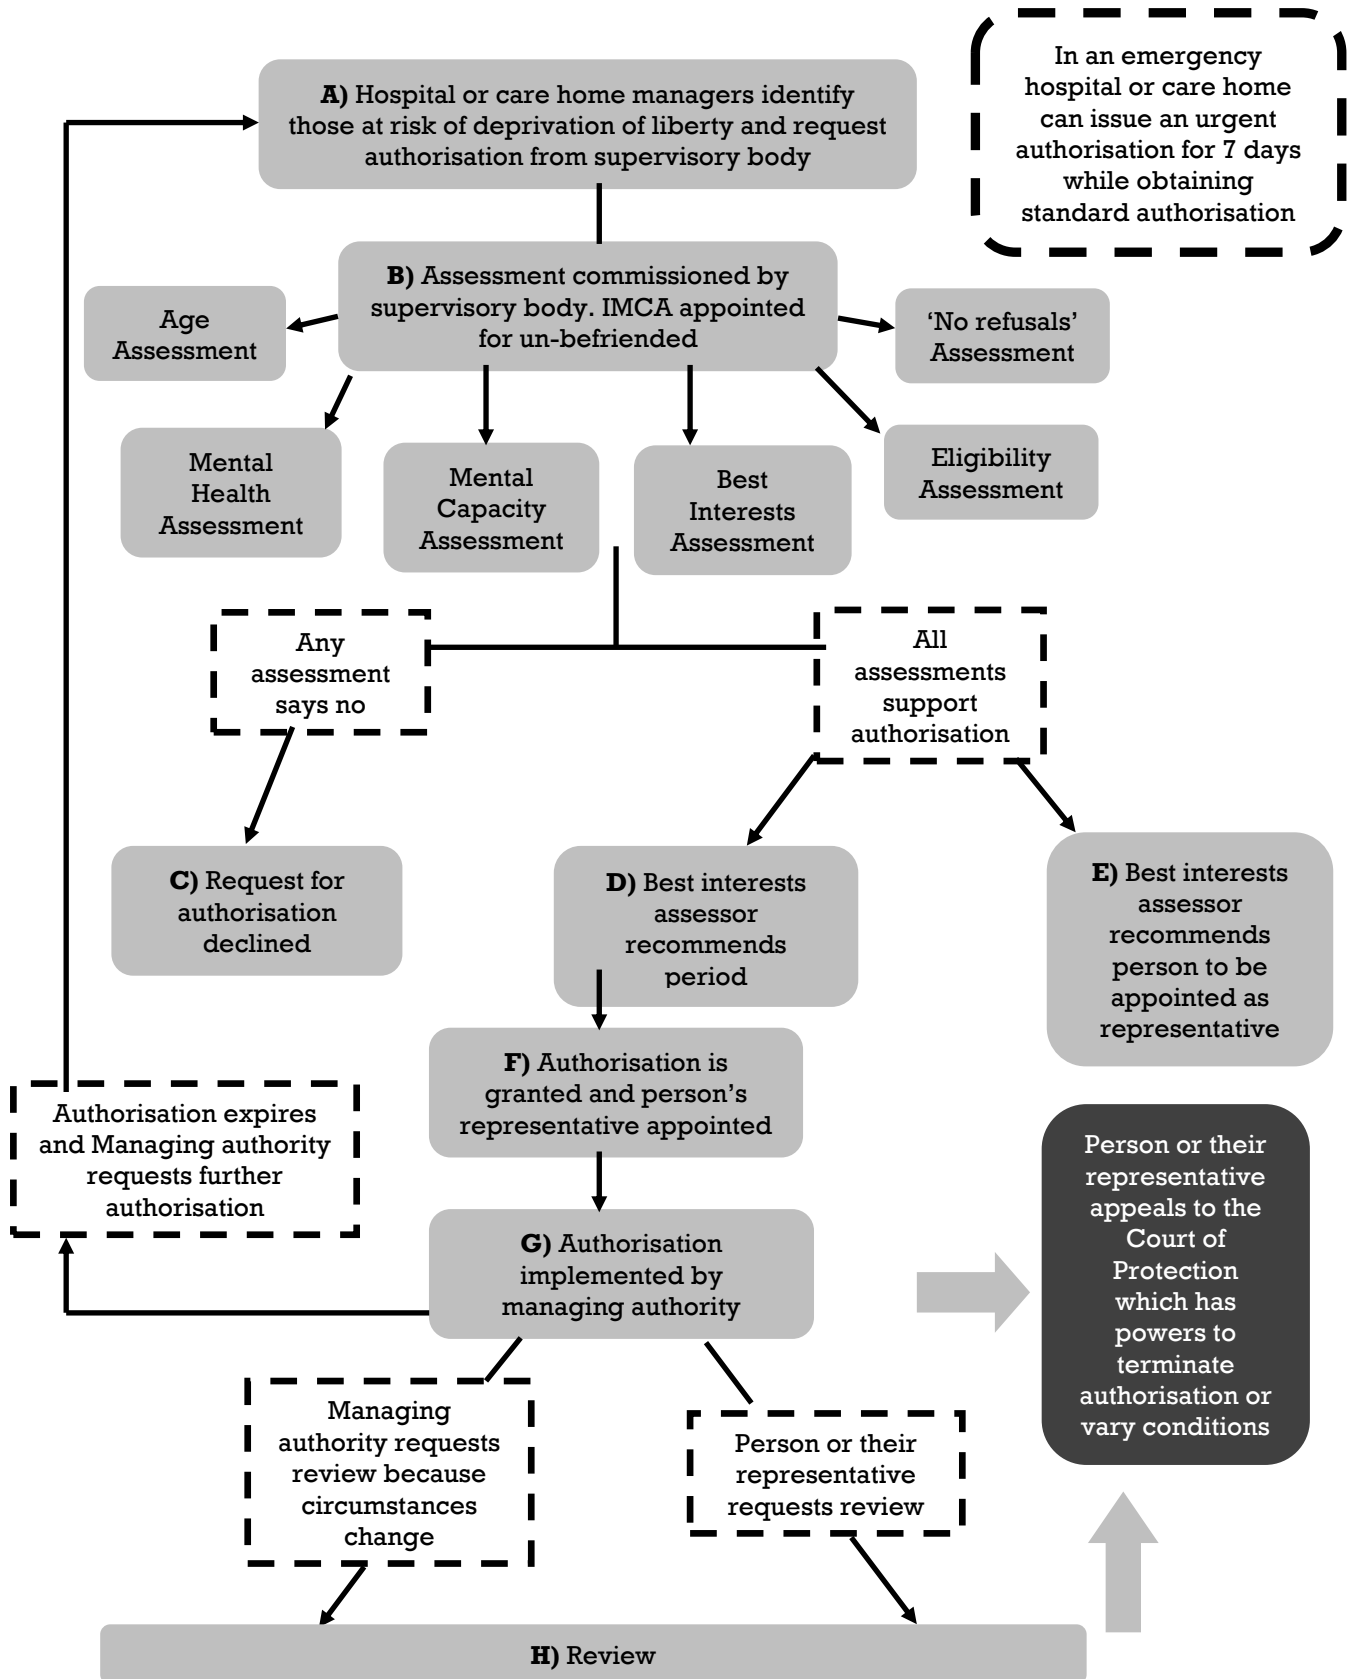 A) Hospital or care home managers identify
those at risk of deprivation of liberty and request
authorisation from supervisory body
In an emergency
hospital or care home
can issue an urgent
authorisation for 7 days
while obtaining
standard authorisation
B) Assessment commissioned by
supervisory body. IMCA appointed
for un-befriended
Age
Assessment
‘No refusals’
Assessment
Mental
Health
Assessment
Mental
Capacity
Assessment
Best
Interests
Assessment
Eligibility
Assessment
Any
assessment
says no
All
assessments
support
authorisation
C) Request for
authorisation
declined
D) Best interests
assessor
recommends
period
E) Best interests
assessor
recommends
person to be
appointed as
representative
F) Authorisation is
granted and person’s
representative appointed
Authorisation expires
and Managing authority
requests further
authorisation
G) Authorisation
implemented by
managing authority
Person or their
representative
appeals to the
Court of
Protection
which has
powers to
terminate
authorisation or
vary conditions
Managing
authority requests
review because
circumstances
change
Person or their
representative
requests review
H) Review